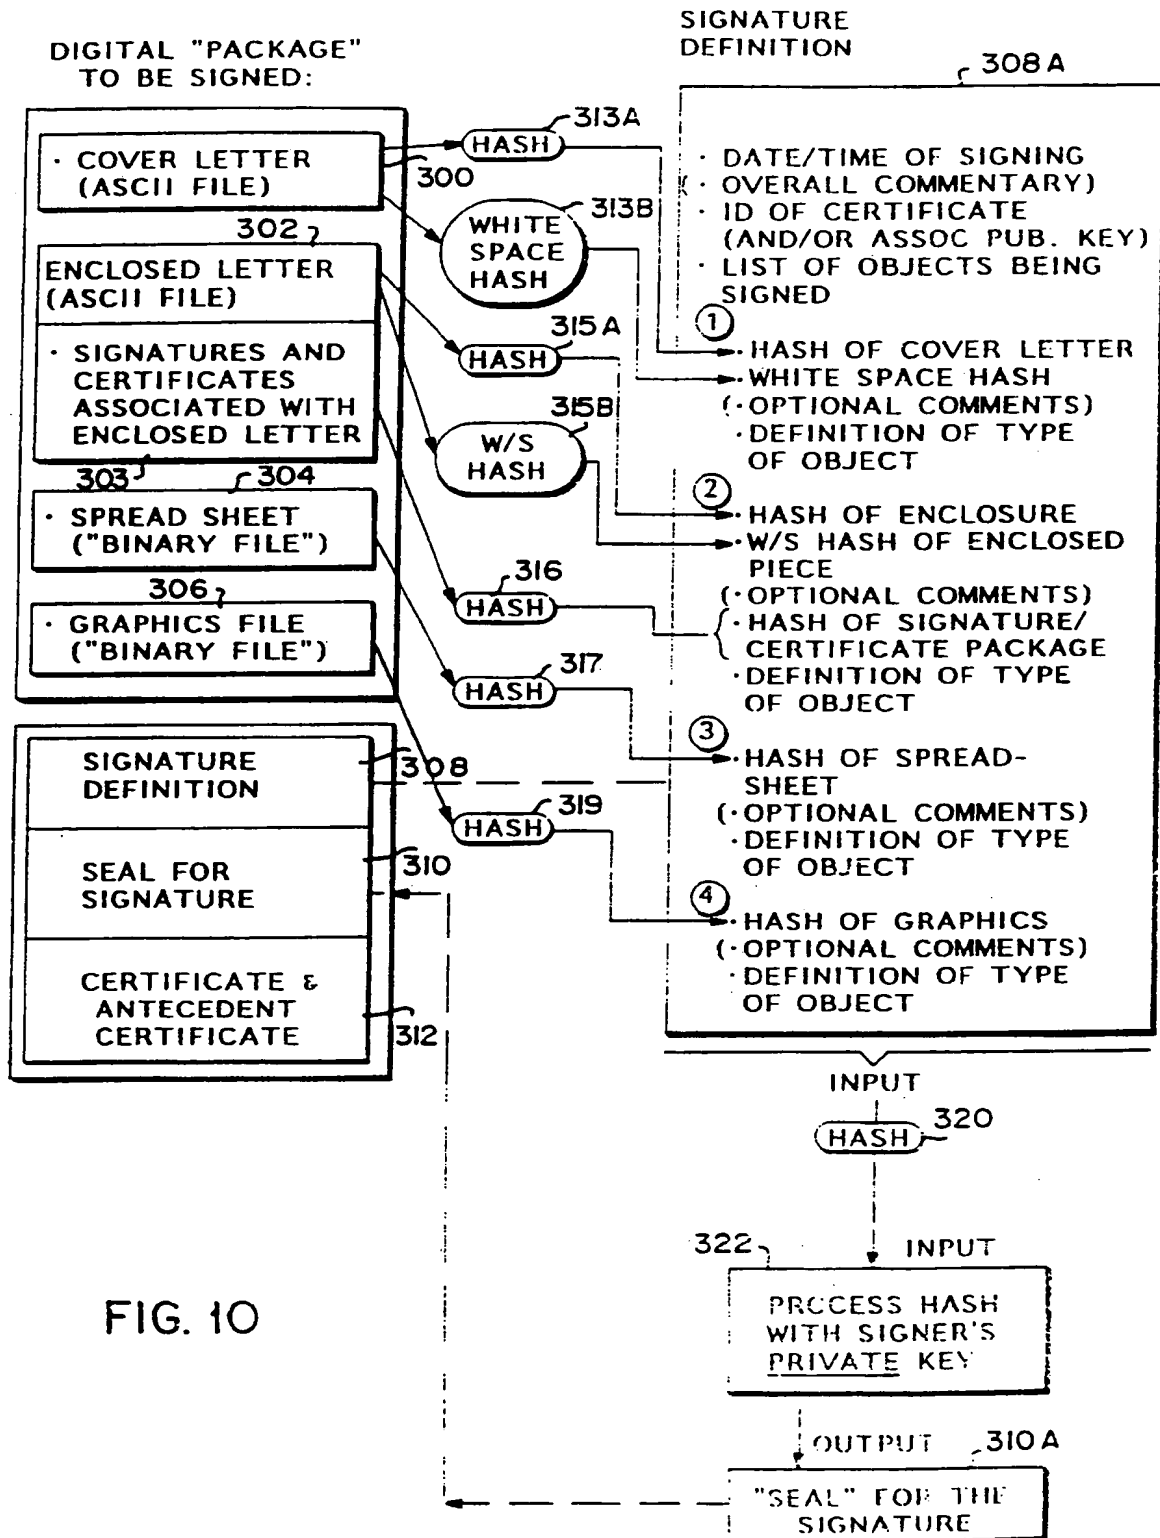 DIGITAL "PACKAGE"
TO BE SIGNED:
· COVER LETTER
(ASCII FILE)
300
302
ENCLOSED LETTER
(ASCII FILE)
· SIGNATURES AND
CERTIFICATES
ASSOCIATED WITH
ENCLOSED LETTER
303
304
· SPREAD SHEET
("BINARY FILE")
306
· GRAPHICS FILE
("BINARY FILE")
SIGNATURE
DEFINITION
308
SEAL FOR
SIGNATURE
310
CERTIFICATE &
ANTECEDENT
CERTIFICATE
312
313A
HASH
313B
WHITE
SPACE
HASH
315A
HASH
315B
W/S
HASH
316
HASH
317
HASH
319
HASH
SIGNATURE
DEFINITION
308A
· DATE/TIME OF SIGNING
(· OVERALL COMMENTARY)
· ID OF CERTIFICATE
(AND/OR ASSOC PUB. KEY)
· LIST OF OBJECTS BEING
SIGNED
1
· HASH OF COVER LETTER
· WHITE SPACE HASH
(·OPTIONAL COMMENTS)
· DEFINITION OF TYPE
OF OBJECT
2
· HASH OF ENCLOSURE
· W/S HASH OF ENCLOSED
PIECE
(·OPTIONAL COMMENTS)
· HASH OF SIGNATURE/
CERTIFICATE PACKAGE
· DEFINITION OF TYPE
OF OBJECT
3
· HASH OF SPREAD-
SHEET
(·OPTIONAL COMMENTS)
· DEFINITION OF TYPE
OF OBJECT
4
· HASH OF GRAPHICS
(·OPTIONAL COMMENTS)
· DEFINITION OF TYPE
OF OBJECT
INPUT
HASH
320
322
INPUT
PROCESS HASH
WITH SIGNER'S
PRIVATE KEY
OUTPUT
310A
"SEAL" FOR THE
SIGNATURE
FIG. 10